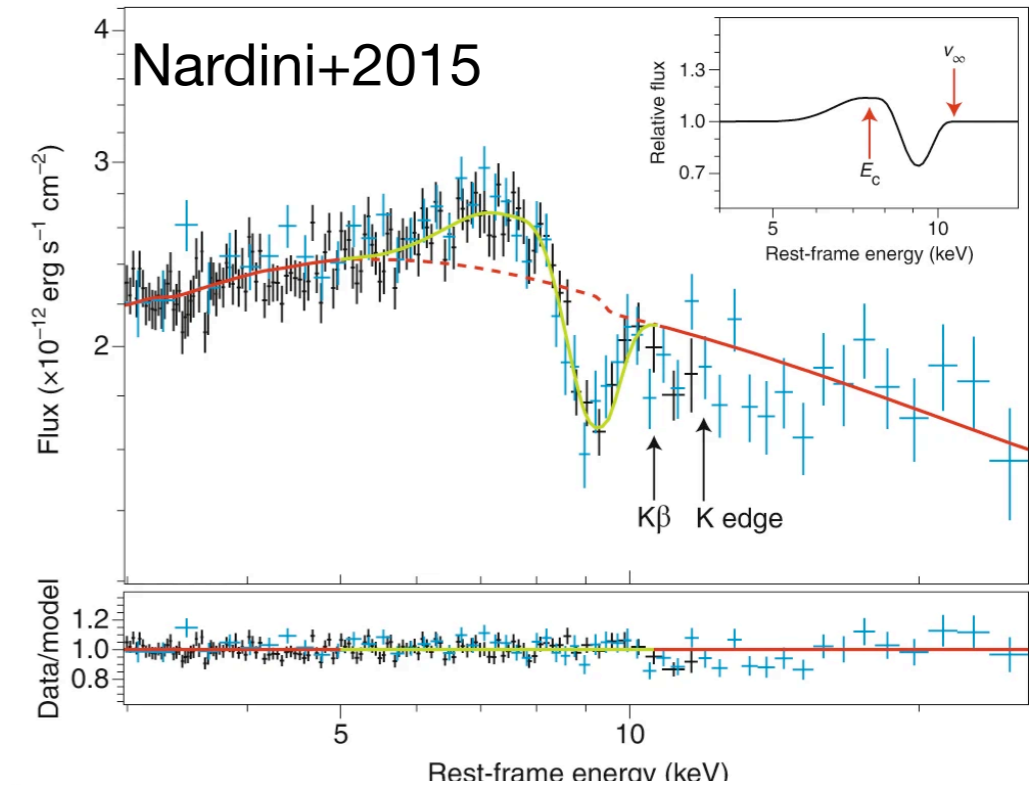 Nardini+2015
4
3
2
Flux (×10−12 erg s−1 cm−2)
Relative flux
1.3
1.0
0.7
v∞
Ec
5
10
Rest-frame energy (keV)
Kβ
K edge
Data/model
1.2
1.0
0.8
5
10
Rest-frame energy (keV)